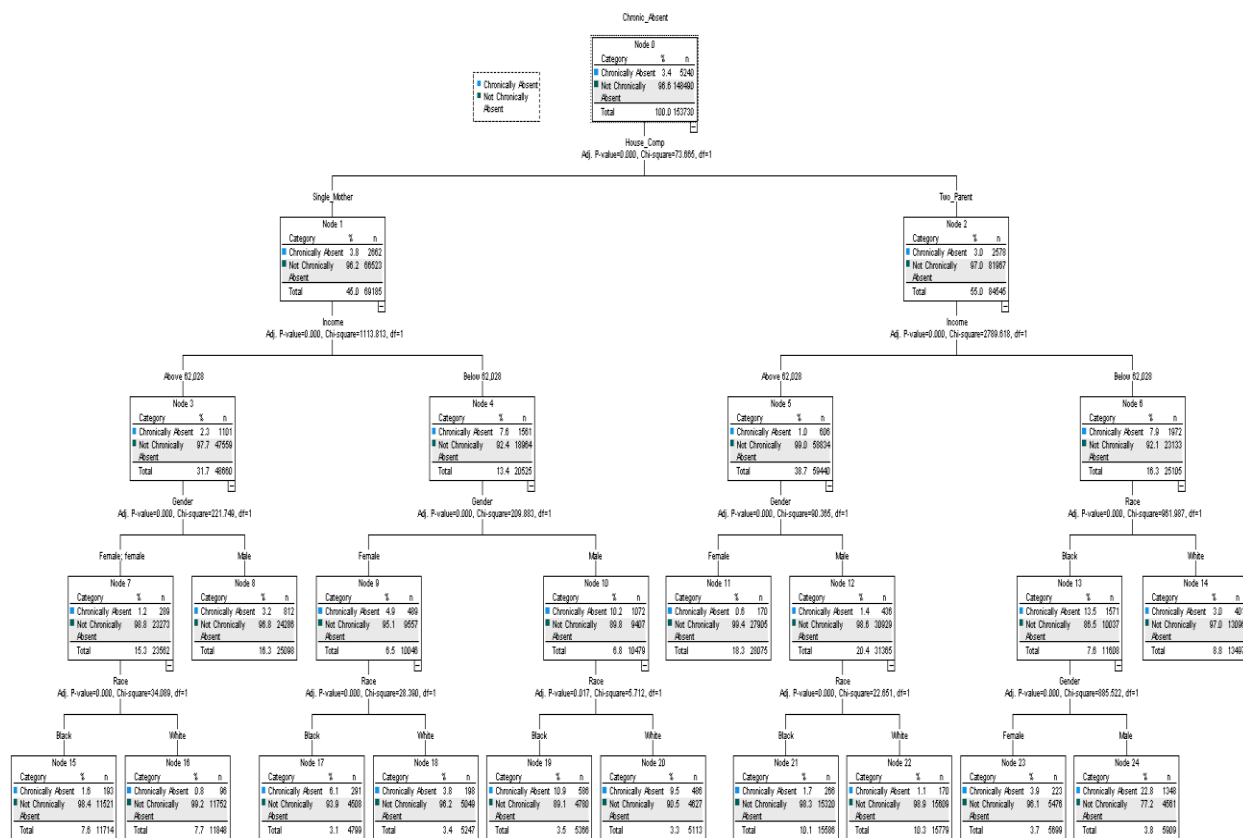 Chronic_Absent
Chronically Absent
Not Chronically
Absent
Node 0
Category % n
Chronically Absent 3.4 5240
Not Chronically 96.6 148490
Absent
Total 100.0 153730
House_Comp
Adj. P-value=0.000, Chi-square=73.665, df=1
Single_Mother
Two_Parent
Node 1
Category % n
Chronically Absent 3.8 2662
Not Chronically 96.2 66523
Absent
Total 45.0 69185
Node 2
Category % n
Chronically Absent 3.0 2578
Not Chronically 97.0 81967
Absent
Total 55.0 84545
Income
Adj. P-value=0.000, Chi-square=1113.813, df=1
Income
Adj. P-value=0.000, Chi-square=2789.618, df=1
Above 62,028
Below 62,028
Above 62,028
Below 62,028
Node 3
Category % n
Chronically Absent 2.3 1101
Not Chronically 97.7 47559
Absent
Total 31.7 48660
Node 4
Category % n
Chronically Absent 7.6 1561
Not Chronically 92.4 18964
Absent
Total 13.4 20525
Node 5
Category % n
Chronically Absent 1.0 606
Not Chronically 99.0 58834
Absent
Total 38.7 59440
Node 6
Category % n
Chronically Absent 7.9 1972
Not Chronically 92.1 23133
Absent
Total 16.3 25105
Gender
Adj. P-value=0.000, Chi-square=221.749, df=1
Gender
Adj. P-value=0.000, Chi-square=209.883, df=1
Gender
Adj. P-value=0.000, Chi-square=90.365, df=1
Race
Adj. P-value=0.000, Chi-square=961.987, df=1
Female; female
Male
Female
Male
Female
Male
Black
White
Node 7
Category % n
Chronically Absent 1.2 289
Not Chronically 98.8 23273
Absent
Total 15.3 23562
Node 8
Category % n
Chronically Absent 3.2 812
Not Chronically 96.8 24286
Absent
Total 16.3 25098
Node 9
Category % n
Chronically Absent 4.9 489
Not Chronically 95.1 9557
Absent
Total 6.5 10046
Node 10
Category % n
Chronically Absent 10.2 1072
Not Chronically 89.8 9407
Absent
Total 6.8 10479
Node 11
Category % n
Chronically Absent 0.6 170
Not Chronically 99.4 27905
Absent
Total 18.3 28075
Node 12
Category % n
Chronically Absent 1.4 436
Not Chronically 98.6 30929
Absent
Total 20.4 31365
Node 13
Category % n
Chronically Absent 13.5 1571
Not Chronically 86.5 10037
Absent
Total 7.6 11608
Node 14
Category % n
Chronically Absent 3.0 401
Not Chronically 97.0 13096
Absent
Total 8.8 13497
Race
Adj. P-value=0.000, Chi-square=34.089, df=1
Race
Adj. P-value=0.000, Chi-square=28.390, df=1
Race
Adj. P-value=0.017, Chi-square=5.712, df=1
Race
Adj. P-value=0.000, Chi-square=22.651, df=1
Gender
Adj. P-value=0.000, Chi-square=885.522, df=1
Black
White
Black
White
Black
White
Black
White
Female
Male
Node 15
Category % n
Chronically Absent 1.6 193
Not Chronically 98.4 11521
Absent
Total 7.6 11714
Node 16
Category % n
Chronically Absent 0.8 96
Not Chronically 99.2 11752
Absent
Total 7.7 11848
Node 17
Category % n
Chronically Absent 6.1 291
Not Chronically 93.9 4508
Absent
Total 3.1 4799
Node 18
Category % n
Chronically Absent 3.8 198
Not Chronically 96.2 5049
Absent
Total 3.4 5247
Node 19
Category % n
Chronically Absent 10.9 586
Not Chronically 89.1 4780
Absent
Total 3.5 5366
Node 20
Category % n
Chronically Absent 9.5 486
Not Chronically 90.5 4627
Absent
Total 3.3 5113
Node 21
Category % n
Chronically Absent 1.7 266
Not Chronically 98.3 15320
Absent
Total 10.1 15586
Node 22
Category % n
Chronically Absent 1.1 170
Not Chronically 98.9 15609
Absent
Total 10.3 15779
Node 23
Category % n
Chronically Absent 3.9 223
Not Chronically 96.1 5476
Absent
Total 3.7 5699
Node 24
Category % n
Chronically Absent 22.8 1348
Not Chronically 77.2 4561
Absent
Total 3.8 5909